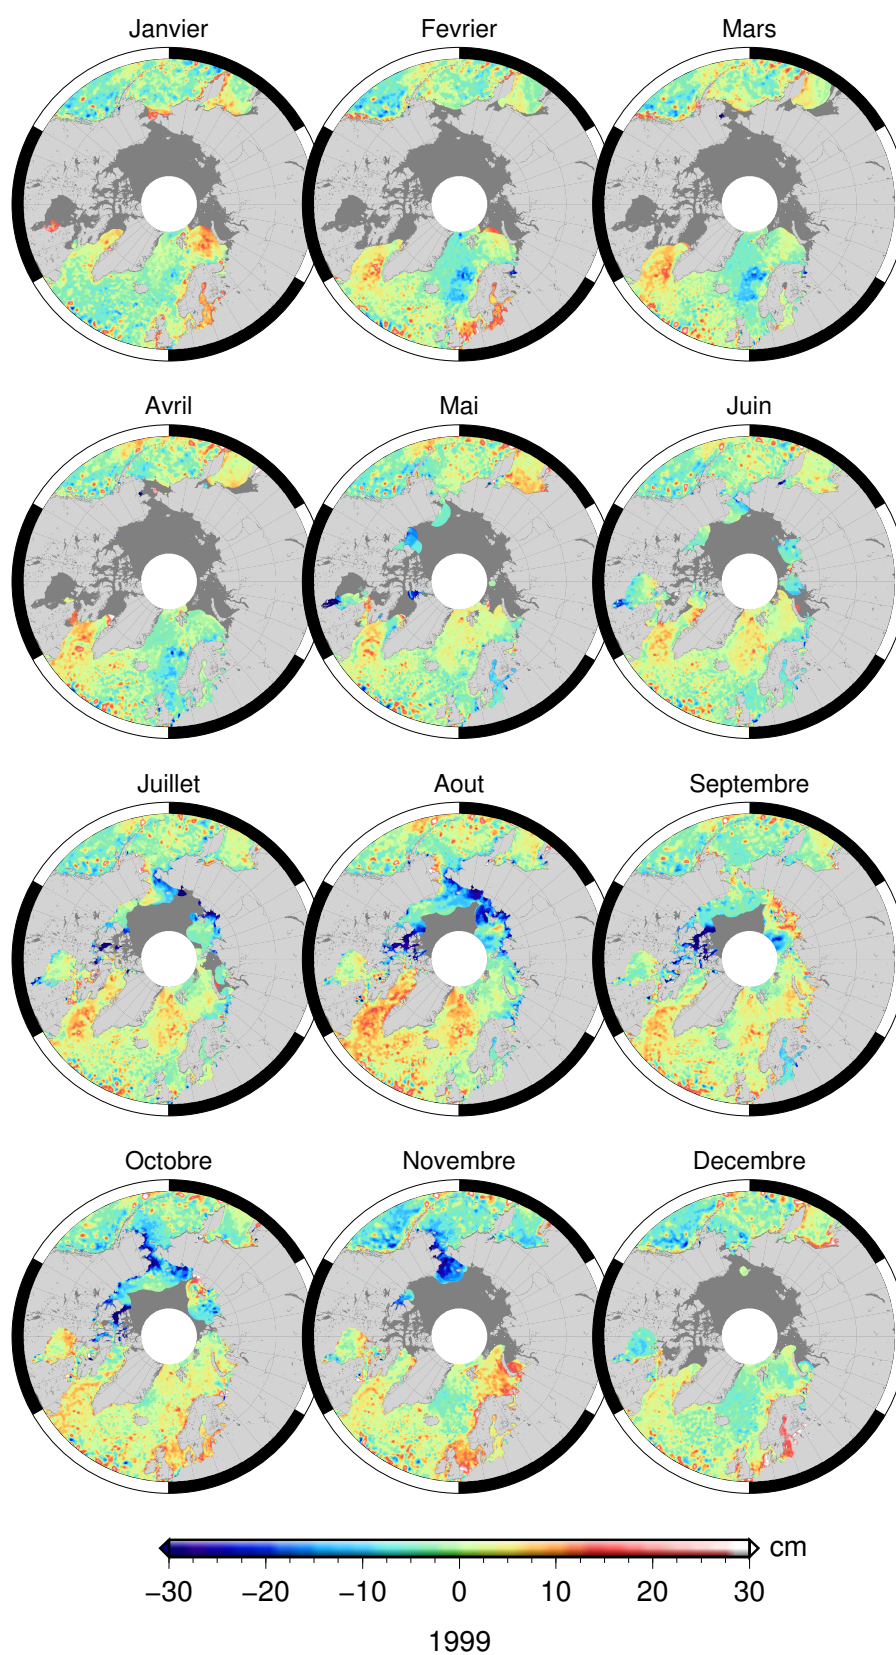 Janvier Fevrier Mars
Avril Mai Juin
Juillet Aout Septembre
Octobre Novembre Decembre
cm
−30 −20 −10 0 10 20 30
1999